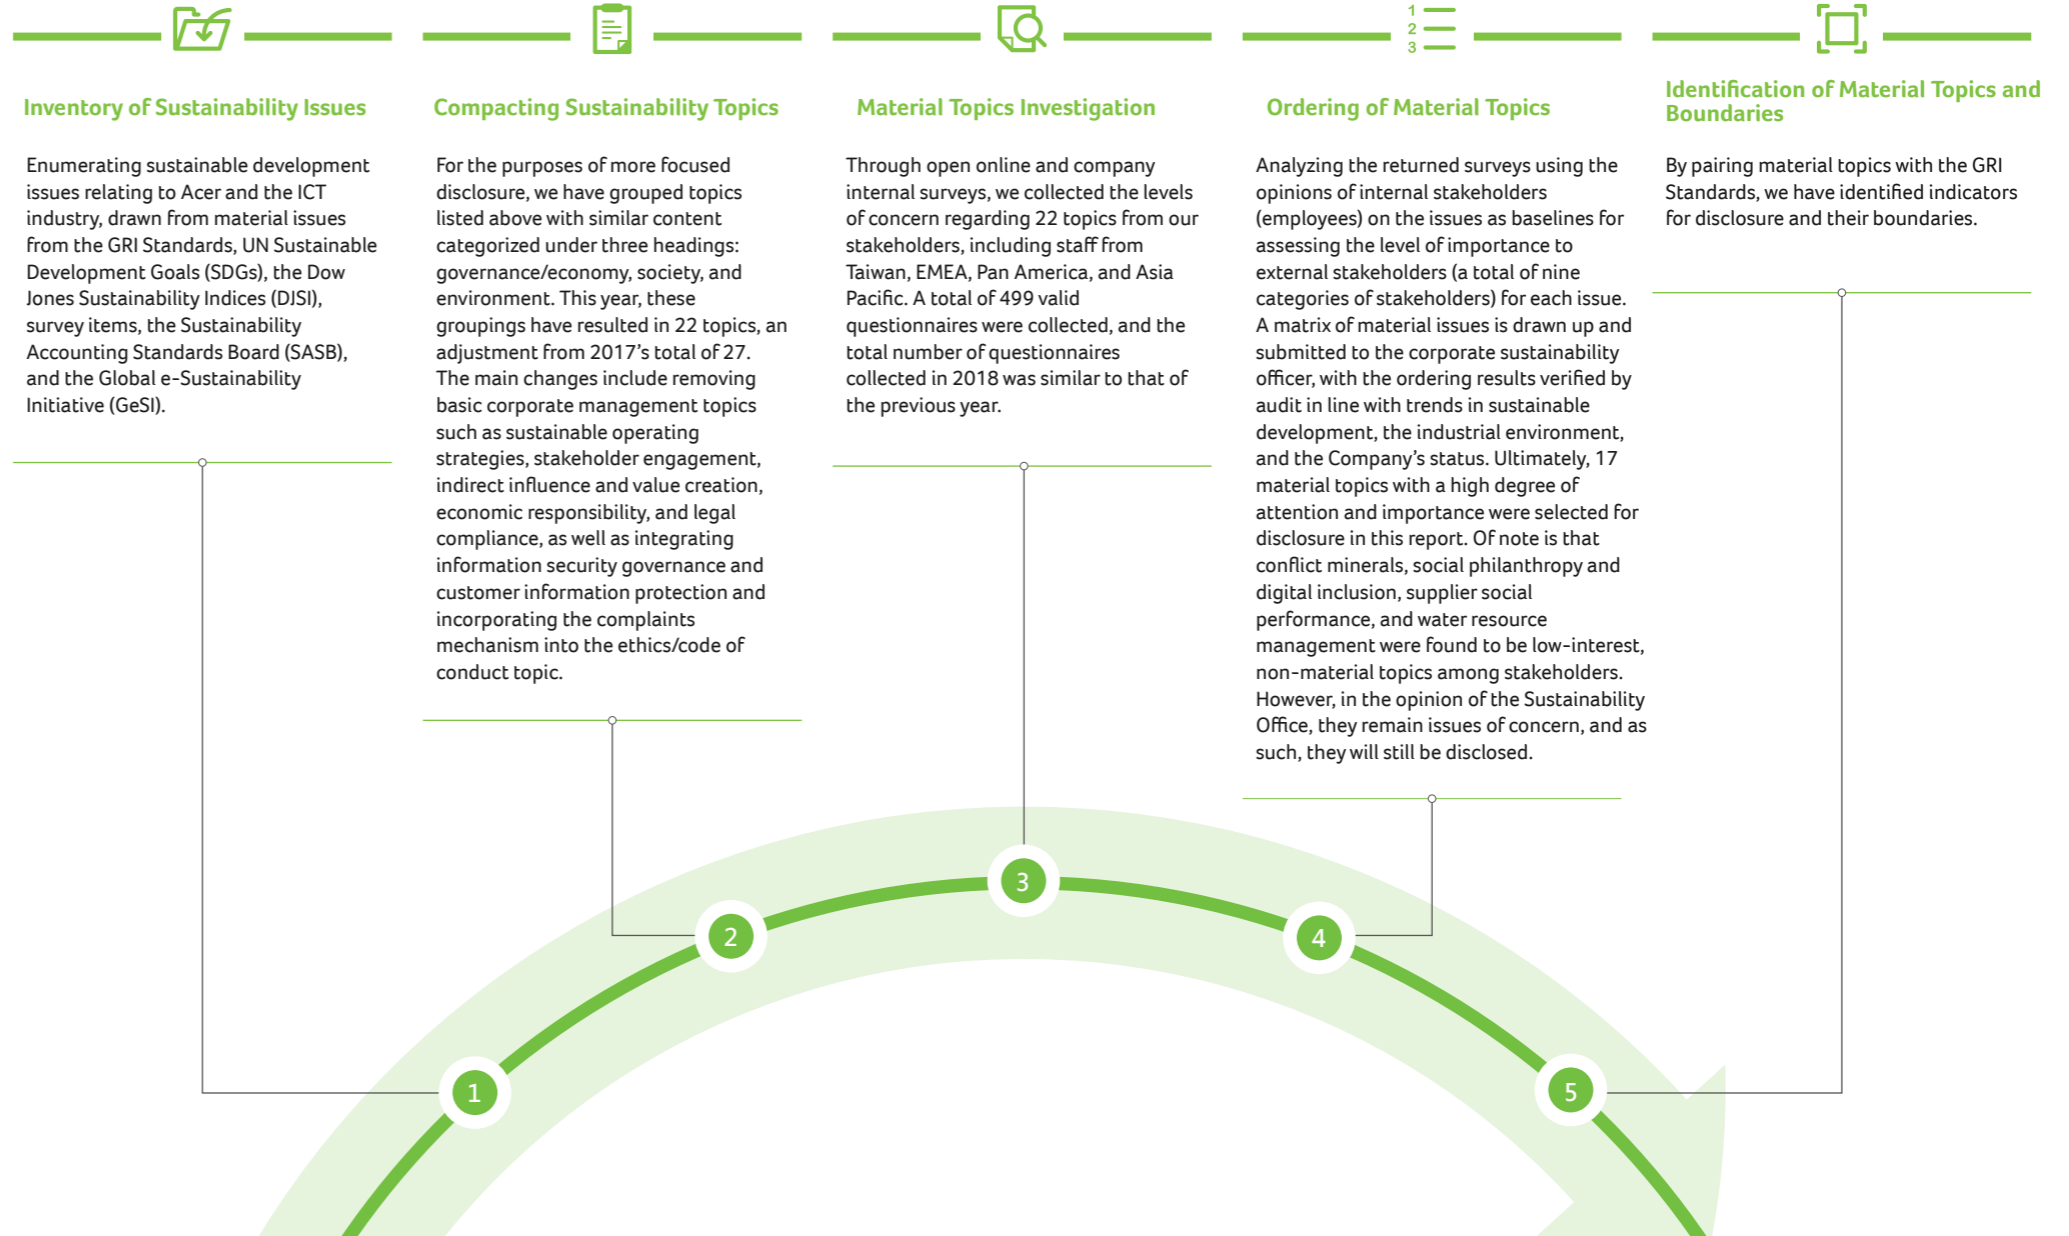 1
2
3
Inventory of Sustainability Issues
Enumerating sustainable development
issues relating to Acer and the ICT
industry, drawn from material issues
from the GRI Standards, UN Sustainable
Development Goals (SDGs), the Dow
Jones Sustainability Indices (DJSI),
survey items, the Sustainability
Accounting Standards Board (SASB),
and the Global e-Sustainability
Initiative (GeSI).
Compacting Sustainability Topics
For the purposes of more focused
disclosure, we have grouped topics
listed above with similar content
categorized under three headings:
governance/economy, society, and
environment. This year, these
groupings have resulted in 22 topics, an
adjustment from 2017’s total of 27.
The main changes include removing
basic corporate management topics
such as sustainable operating
strategies, stakeholder engagement,
indirect influence and value creation,
economic responsibility, and legal
compliance, as well as integrating
information security governance and
customer information protection and
incorporating the complaints
mechanism into the ethics/code of
conduct topic.
Material Topics Investigation
Through open online and company
internal surveys, we collected the levels
of concern regarding 22 topics from our
stakeholders, including staff from
Taiwan, EMEA, Pan America, and Asia
Pacific. A total of 499 valid
questionnaires were collected, and the
total number of questionnaires
collected in 2018 was similar to that of
the previous year.
Ordering of Material Topics
Analyzing the returned surveys using the
opinions of internal stakeholders
(employees) on the issues as baselines for
assessing the level of importance to
external stakeholders (a total of nine
categories of stakeholders) for each issue.
A matrix of material issues is drawn up and
submitted to the corporate sustainability
officer, with the ordering results verified by
audit in line with trends in sustainable
development, the industrial environment,
and the Company’s status. Ultimately, 17
material topics with a high degree of
attention and importance were selected for
disclosure in this report. Of note is that
conflict minerals, social philanthropy and
digital inclusion, supplier social
performance, and water resource
management were found to be low-interest,
non-material topics among stakeholders.
However, in the opinion of the Sustainability
Office, they remain issues of concern, and as
such, they will still be disclosed.
Identification of Material Topics and
Boundaries
By pairing material topics with the GRI
Standards, we have identified indicators
for disclosure and their boundaries.
1
2
3
4
5